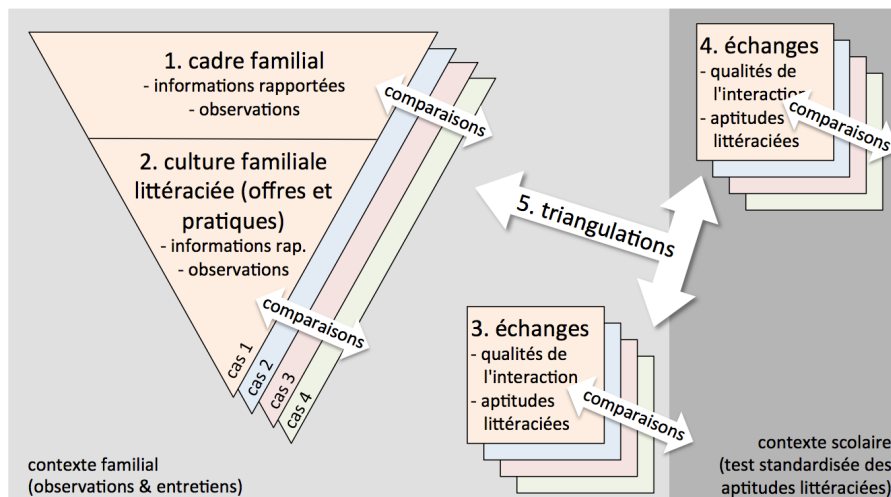 1. cadre familial
- informations rapportées
- observations
comparaisons
2. culture familiale
littéraciée (offres et
pratiques)
- informations rap.
- observations
comparaisons
cas 1
cas 2
cas 3
cas 4
4. échanges
- qualités de
l'interaction
- aptitudes
littéraciées
comparaisons
5. triangulations
3. échanges
- qualités de
l'interaction
- aptitudes
littéraciées
comparaisons
contexte familial
(observations & entretiens)
contexte scolaire
(test standardisée des
aptitudes littéraciées)